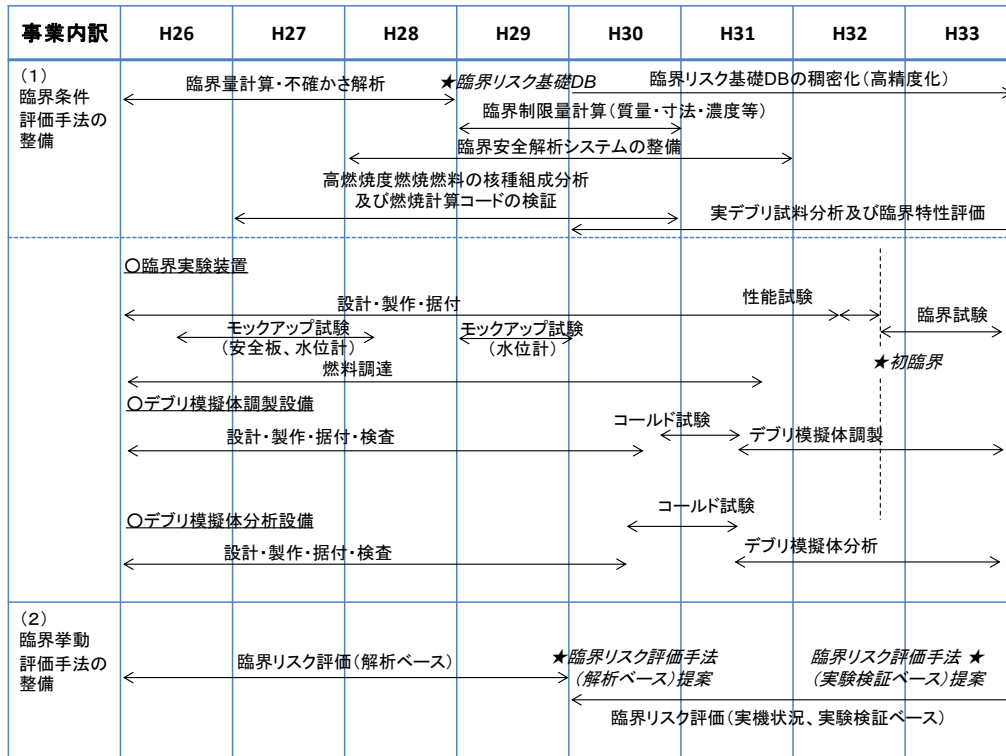 事業内訳 H26 H27 H28 H29 H30 H31 H32 H33
(1)
臨界条件
評価手法の
整備
臨界量計算・不確かさ解析
★臨界リスク基礎DB
臨界リスク基礎DBの稠密化(高精度化)
臨界制限量計算(質量・寸法・濃度等)
臨界安全解析システムの整備
高燃焼度燃焼燃料の核種組成分析
及び燃焼計算コードの検証
実デブリ試料分析及び臨界特性評価
○臨界実験装置
設計・製作・据付
性能試験
臨界試験
モックアップ試験
(安全板、水位計)
モックアップ試験
(水位計)
★初臨界
燃料調達
○デブリ模擬体調製設備
コールド試験
設計・製作・据付・検査
デブリ模擬体調製
コールド試験
○デブリ模擬体分析設備
設計・製作・据付・検査
デブリ模擬体分析
(2)
臨界挙動
評価手法の
整備
臨界リスク評価(解析ベース)
★臨界リスク評価手法
(解析ベース)提案
臨界リスク評価手法 ★
(実験検証ベース)提案
臨界リスク評価(実機状況、実験検証ベース)